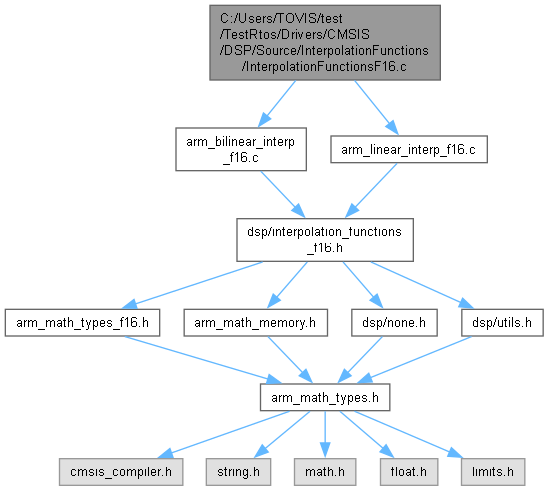 C:/Users/TOVIS/test
/TestRtos/Drivers/CMSIS
/DSP/Source/InterpolationFunctions
/InterpolationFunctionsF16.c
arm_bilinear_interp
_f16.c
arm_linear_interp_f16.c
dsp/interpolation_functions
_f16.h
arm_math_types_f16.h
arm_math_memory.h
dsp/none.h
dsp/utils.h
arm_math_types.h
cmsis_compiler.h
string.h
math.h
float.h
limits.h